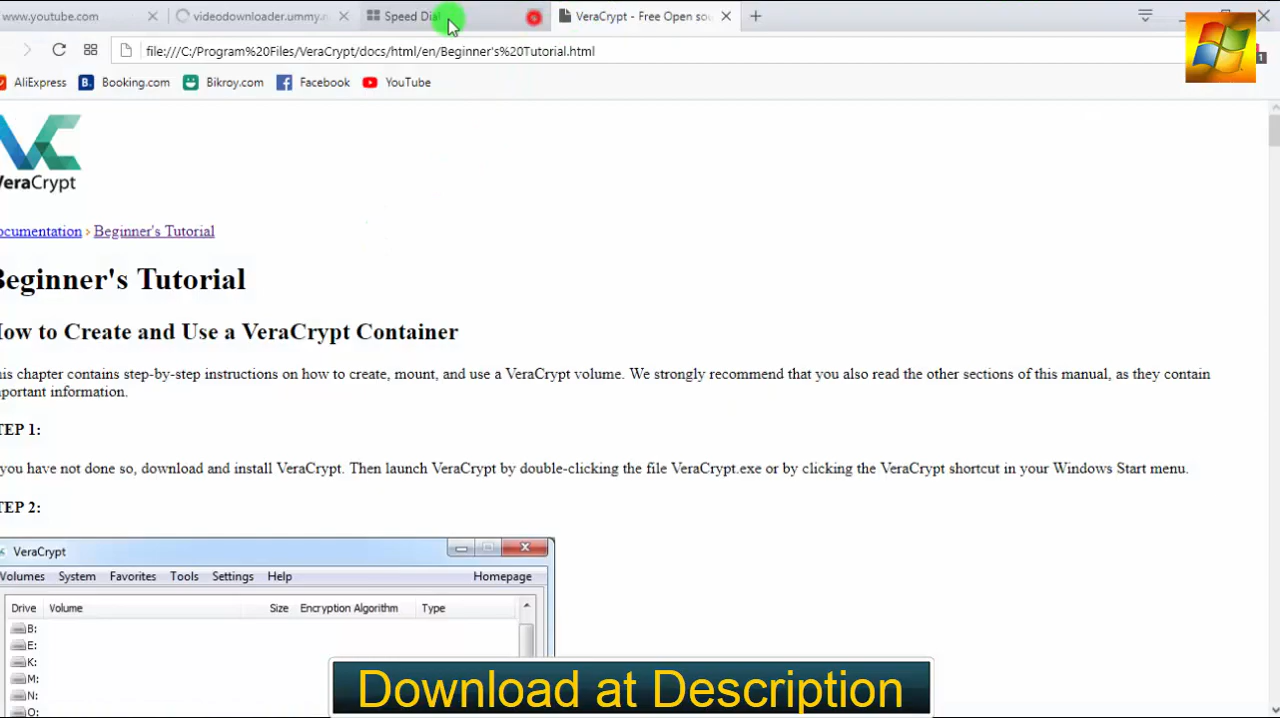 www.youtube.com
videodownloader.ummy.n
Speed Dial
VeraCrypt - Free Open sou
file:///C:/Program%20Files/VeraCrypt/docs/html/en/Beginner's%20Tutorial.html
1
AliExpress
B.
Booking.com
Bikroy.com
Facebook
YouTube
VeraCrypt
ocumentation > Beginner's Tutorial
Beginner's Tutorial
ow to Create and Use a VeraCrypt Container
is chapter contains step-by-step instructions on how to create, mount, and use a VeraCrypt volume. We strongly recommend that you also read the other sections of this manual, as they contain
portant information.
TEP 1:
you have not done so, download and install VeraCrypt. Then launch VeraCrypt by double-clicking the file VeraCrypt.exe or by clicking the VeraCrypt shortcut in your Windows Start menu.
TEP 2:
VeraCrypt
Volumes System Favorites Tools Settings Help Homepage
Drive Volume Size Encryption Algorithm Type
B:
E:
K:
M:
N:
O:
Download at Description